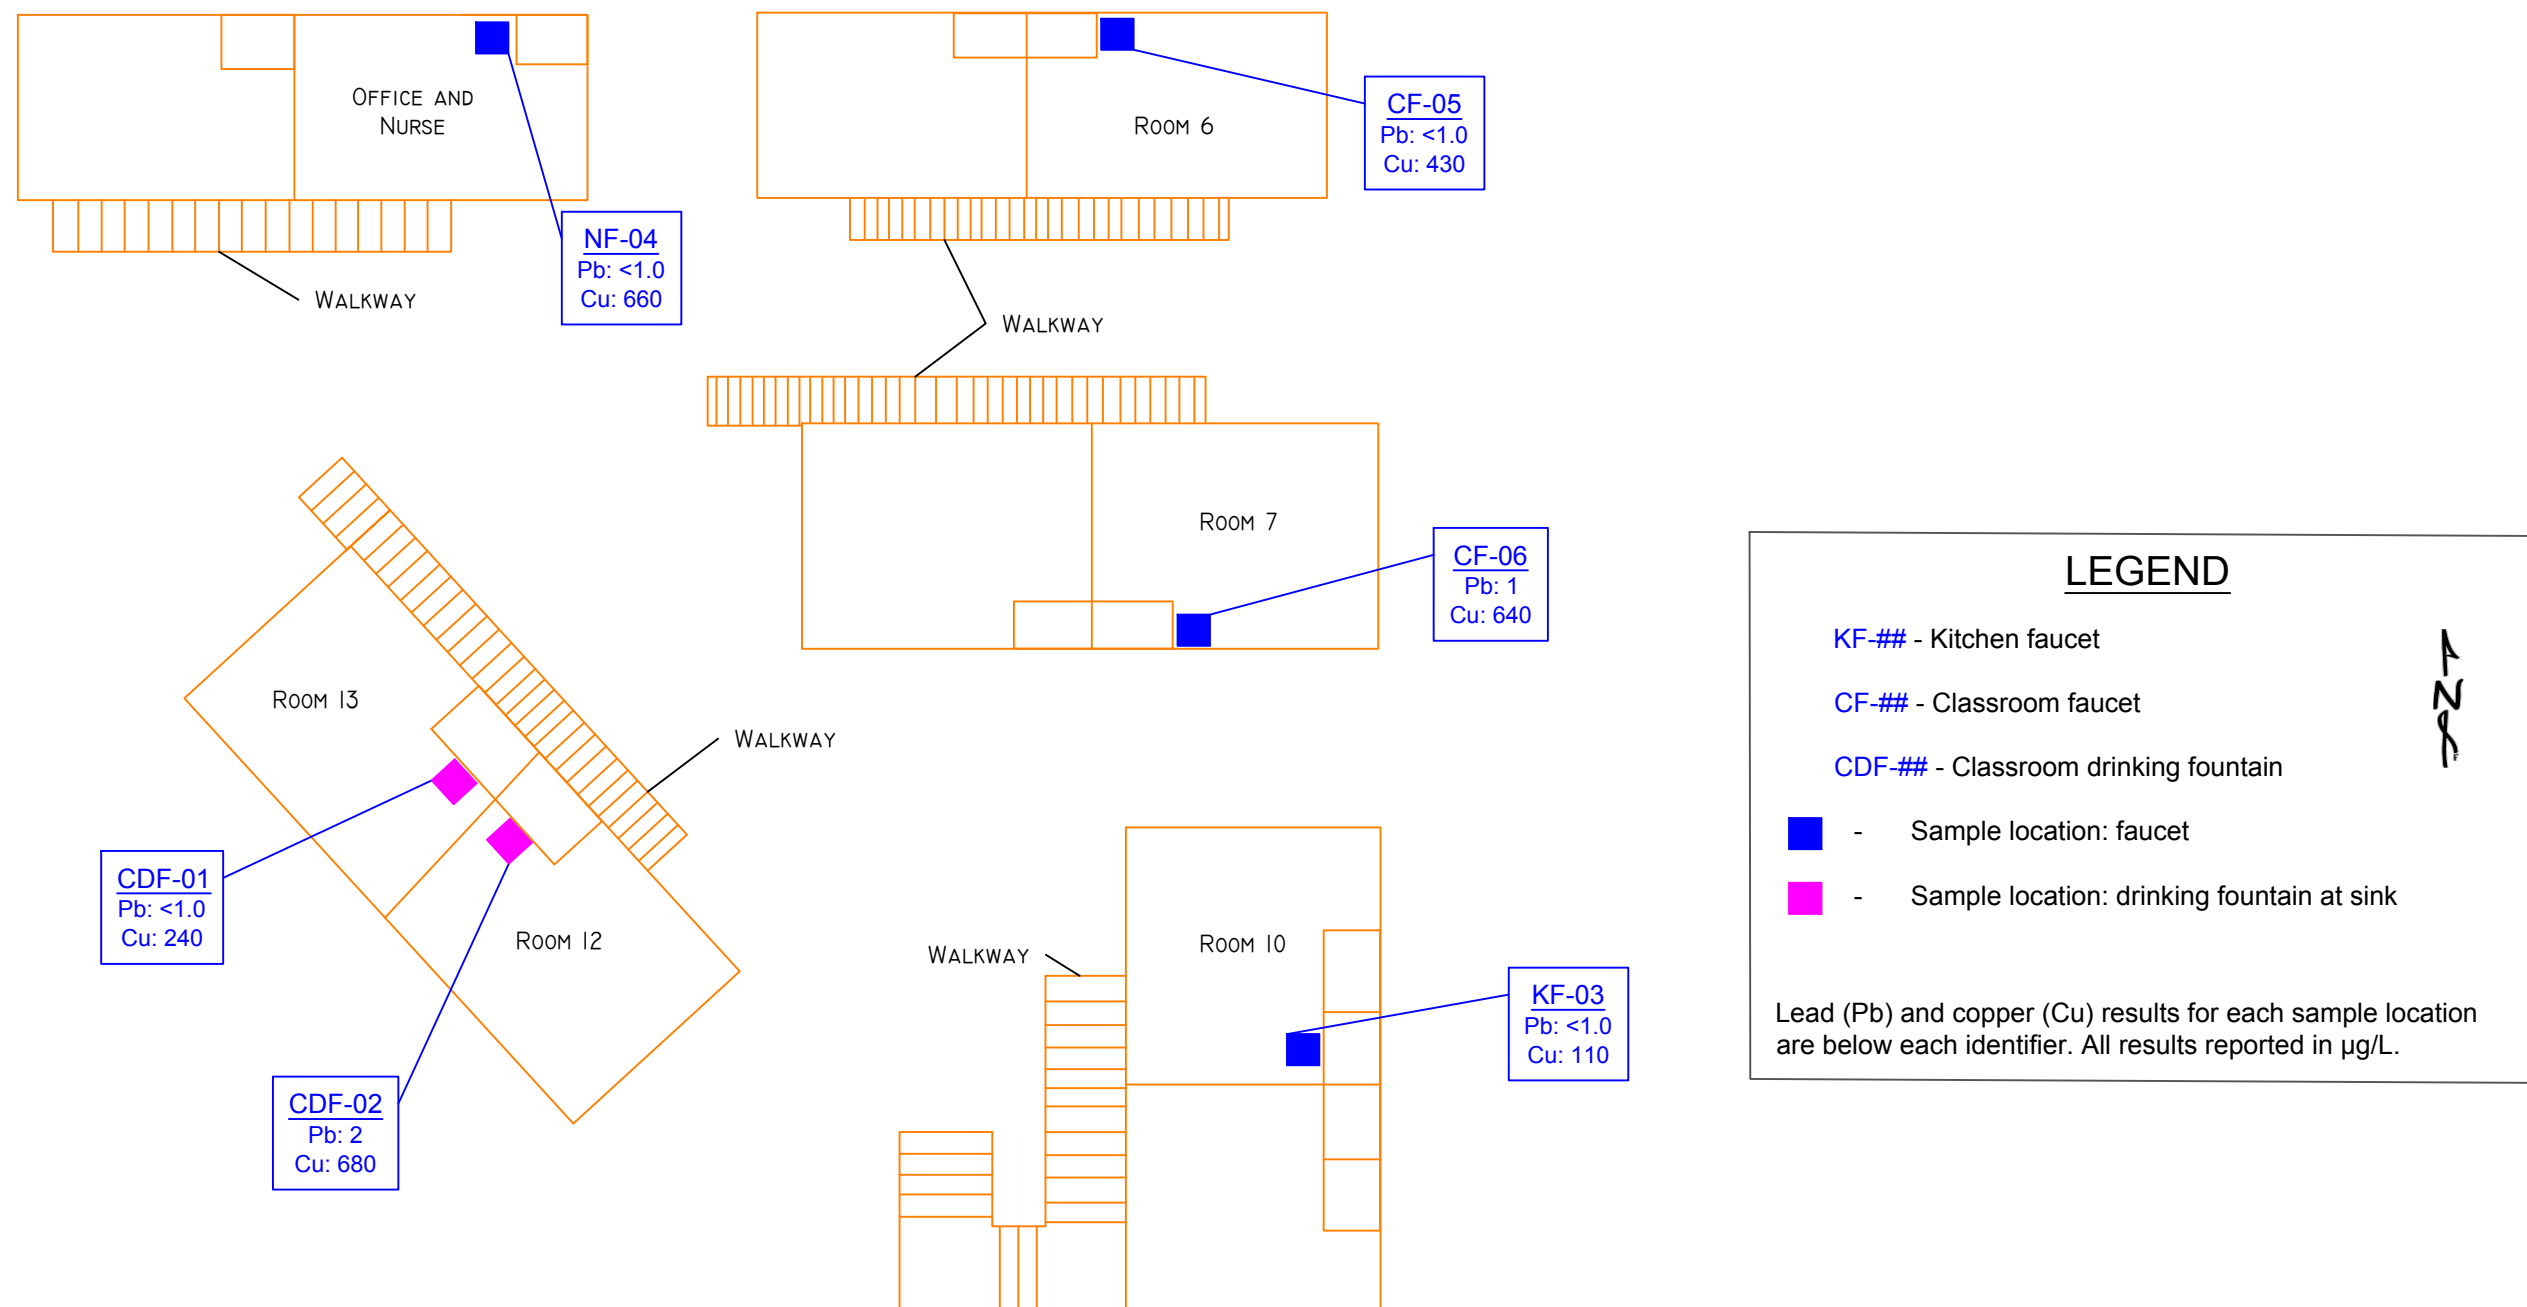 OFFICE AND
NURSE
NF-04
Pb: <1.0
Cu: 660
WALKWAY
ROOM 6
CF-05
Pb: <1.0
Cu: 430
WALKWAY
ROOM 7
CF-06
Pb: 1
Cu: 640
ROOM 13
WALKWAY
CDF-01
Pb: <1.0
Cu: 240
ROOM 12
CDF-02
Pb: 2
Cu: 680
WALKWAY
ROOM 10
KF-03
Pb: <1.0
Cu: 110
LEGEND
KF-## - Kitchen faucet
CF-## - Classroom faucet
CDF-## - Classroom drinking fountain
- Sample location: faucet
- Sample location: drinking fountain at sink
N
Lead (Pb) and copper (Cu) results for each sample location
are below each identifier. All results reported in µg/L.